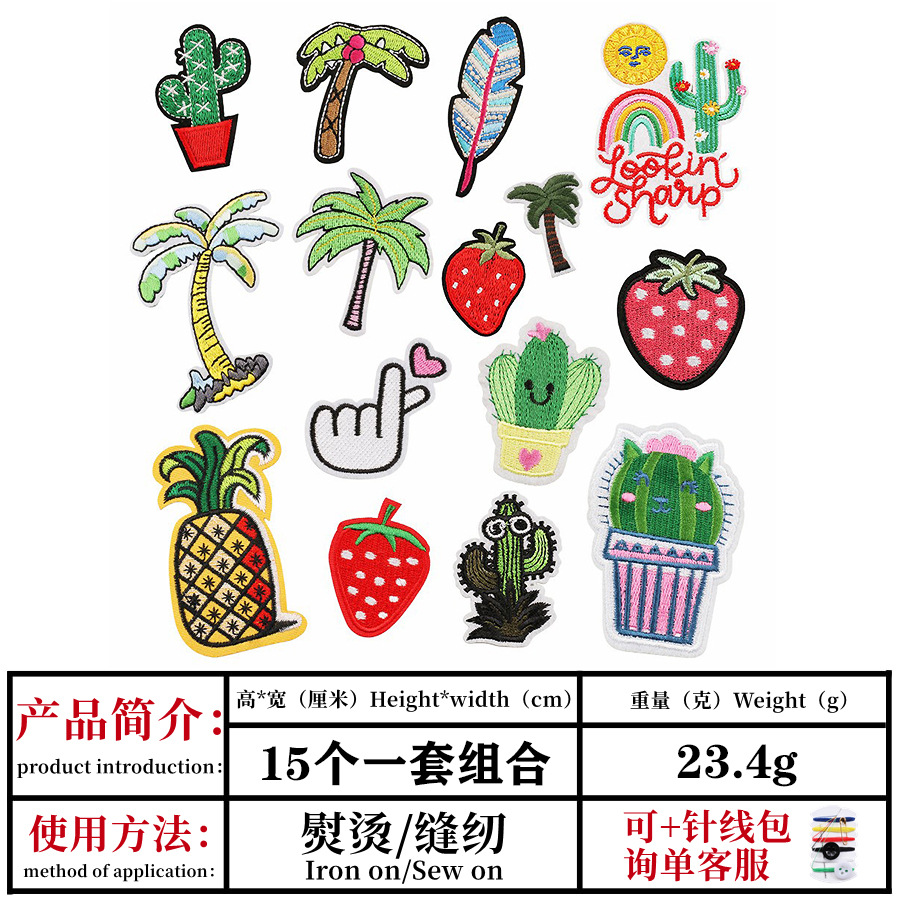 Lookin'
Sharp
产品简介：
product introduction：
高*宽（厘米）Height*width（cm）
重量（克）Weight（g）
15个一套组合
23.4g
使用方法：
method of application：
熨烫/缝纫
Iron on/Sew on
可+针线包
询单客服